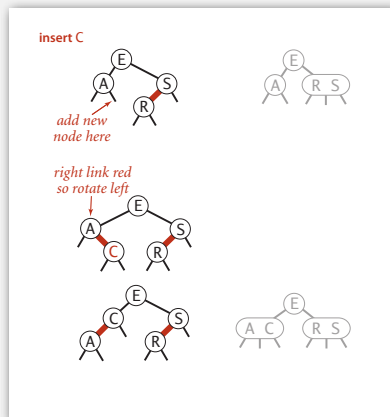 insert C
E
E
A
S
A
R S
R
add new
node here
right link red
so rotate left
E
A
S
C
R
E
E
C
S
A C
R S
A
R